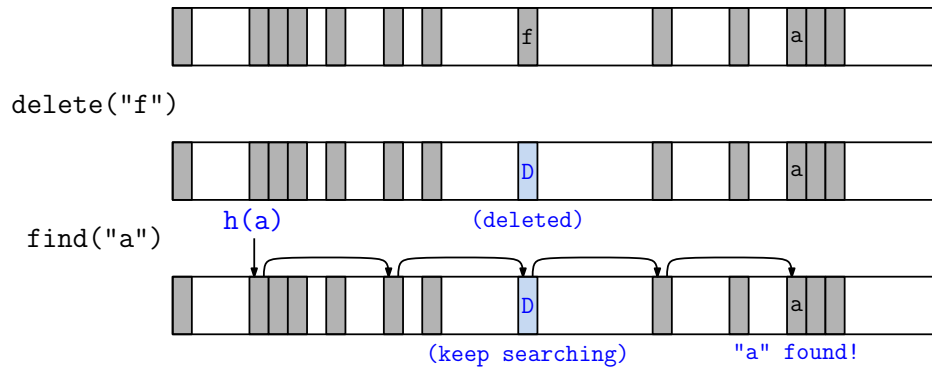 f a
delete("f")
D a
h(a) (deleted)
find("a")
D a
(keep searching) "a" found!